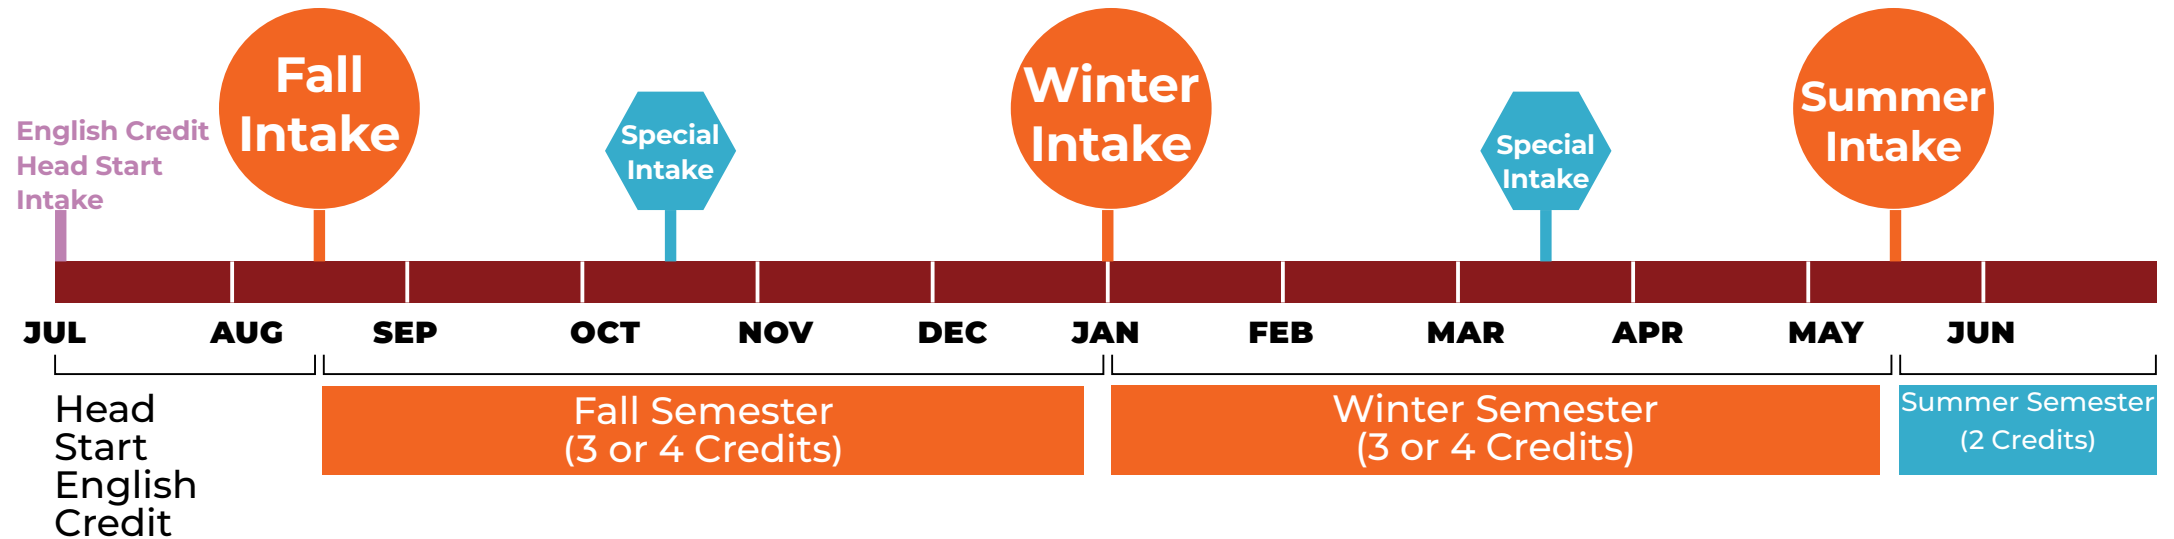 English Credit
Head Start
Intake
Fall
Intake
Special
Intake
Winter
Intake
Special
Intake
Summer
Intake
JUL AUG SEP OCT NOV DEC JAN FEB MAR APR MAY JUN
Head
Start
English
Credit
Fall Semester
(3 or 4 Credits)
Winter Semester
(3 or 4 Credits)
Summer Semester
(2 Credits)